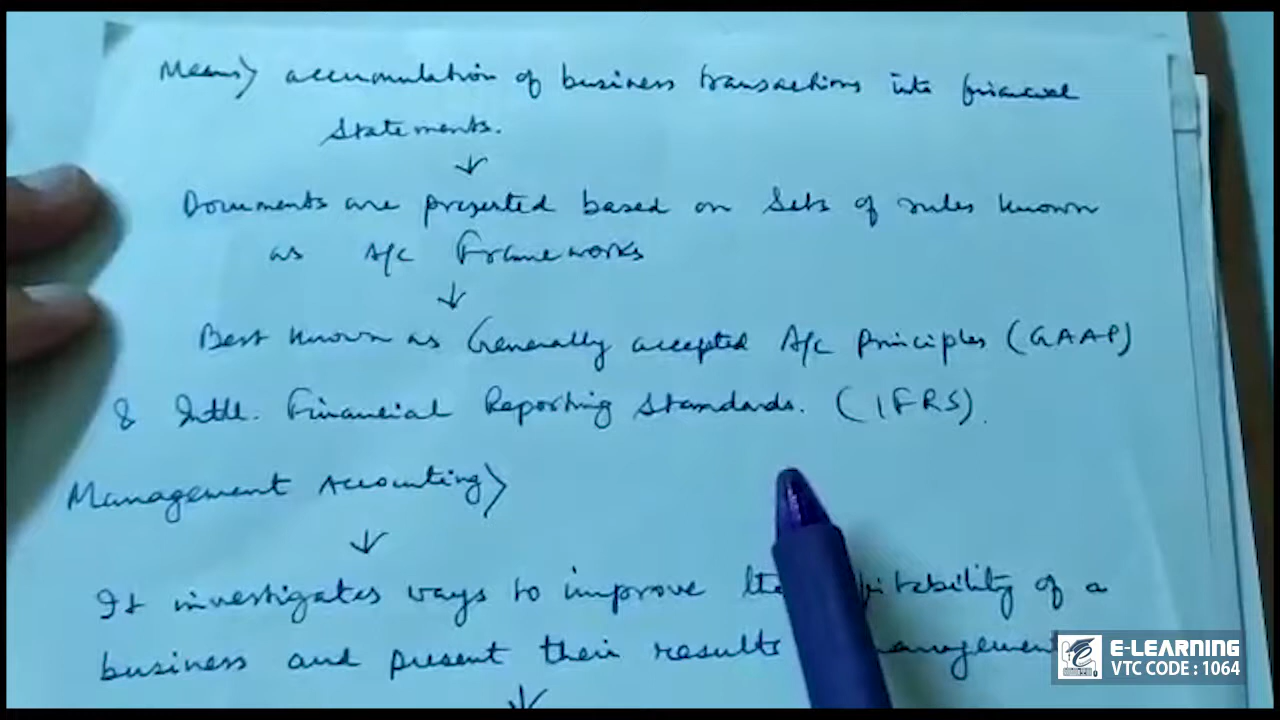 Means> accumulation of business transactions into financial
Statements.
↓
Documents are presented based on Sets of rules known
as A/c Frameworks
↓
Best known as Generally accepted A/c Principles (GAAP)
& Intl. Financial Reporting Standards. (IFRS).
Management Accounting>
↓
It investigates ways to improve the fitability of a
business and present their results management
↓
E-LEARNING
VTC CODE : 1064